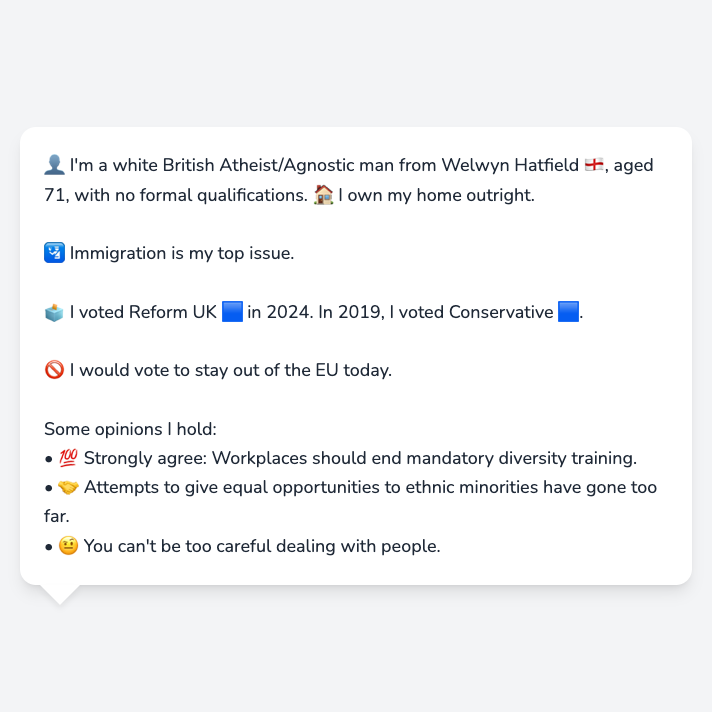 👤 I'm a white British Atheist/Agnostic man from Welwyn Hatfield 🏴󠁧󠁢󠁥󠁮󠁧󠁿, aged
71, with no formal qualifications. 🏠 I own my home outright.
🛂 Immigration is my top issue.
🗳️ I voted Reform UK 🟦 in 2024. In 2019, I voted Conservative 🟦.
🚫 I would vote to stay out of the EU today.
Some opinions I hold:
• 💯 Strongly agree: Workplaces should end mandatory diversity training.
• 🤝 Attempts to give equal opportunities to ethnic minorities have gone too
far.
• 🤨 You can't be too careful dealing with people.